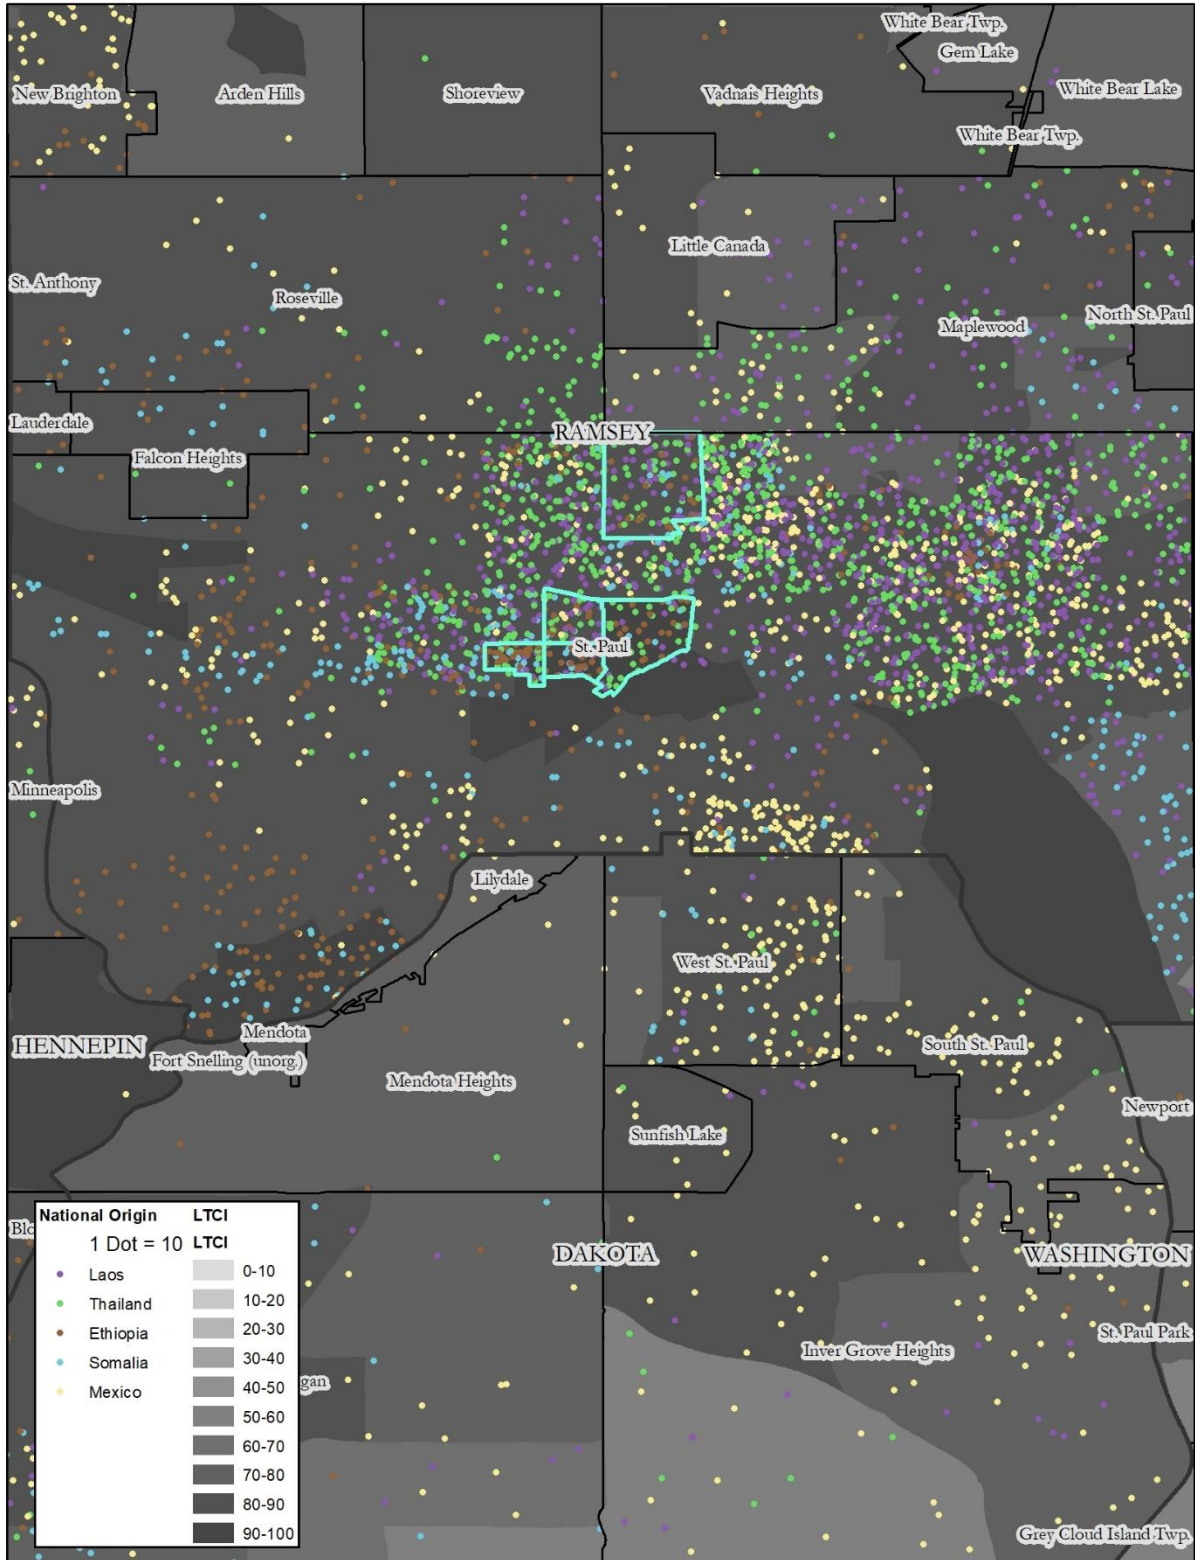 White Bear Twp.
Gem Lake
New Brighton
Arden Hills
Shoreview
Vadnais Heights
White Bear Lake
White Bear Twp.
Little Canada
St. Anthony
Roseville
Maplewood
North St. Paul
Lauderdale
RAMSEY
Falcon Heights
St. Paul
Minneapolis
Lilydale
West St. Paul
HENNEPIN
Mendota
Fort Snelling (unorg.)
South St. Paul
Mendota Heights
Newport
Sunfish Lake
Blo
DAKOTA
WASHINGTON
St. Paul Park
Inver Grove Heights
gan
Grey Cloud Island Twp.
National Origin
1 Dot = 10
Laos
Thailand
Ethiopia
Somalia
Mexico
LTCI
LTCI
0-10
10-20
20-30
30-40
40-50
50-60
60-70
70-80
80-90
90-100